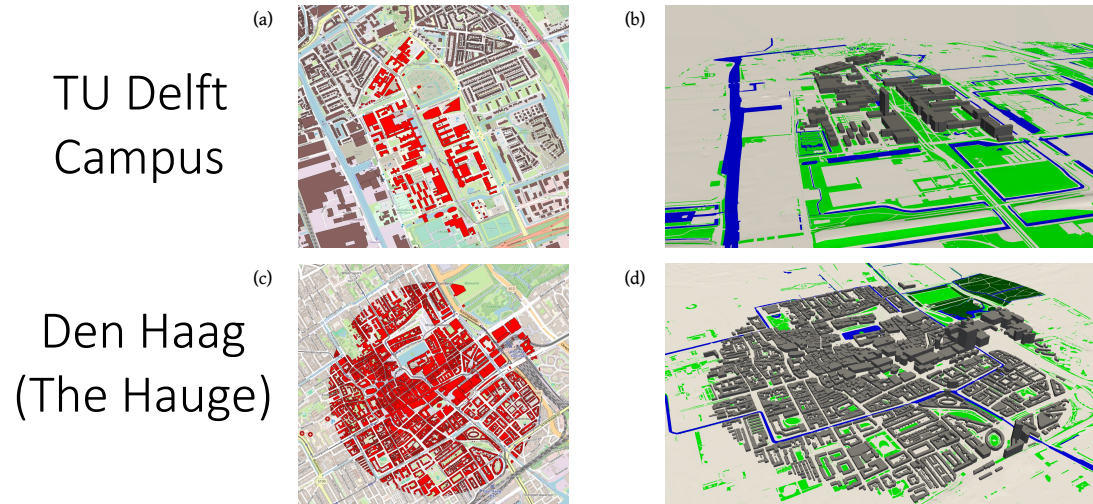 (a)
(b)
TU Delft
Campus
(c)
(d)
Den Haag
(The Hauge)